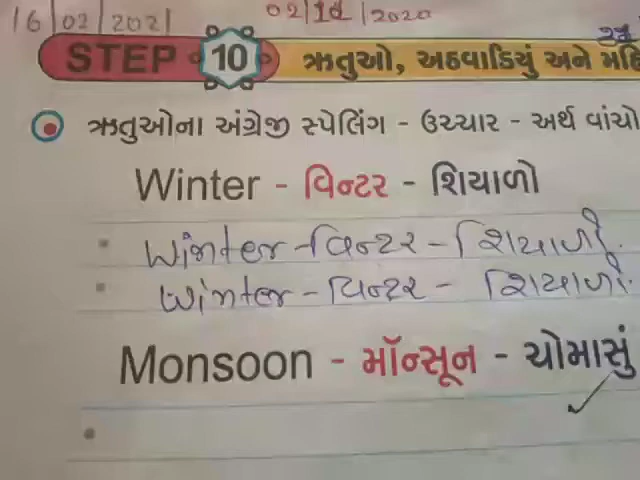 16/02/2021 02/12/2020
STEP 10 ઋતુઓ, અઠવાડિયું અને
ઋતુઓના અંગ્રેજી સ્પેલિંગ - ઉચ્ચાર - અર્થ વાંચો
Winter - વિન્ટર - શિયાળો
Winter - વિન્ટર - શિયાળો.
Winter - વિન્ટર - શિયાળો.
Monsoon - મૉન્સૂન - ચોમાસું